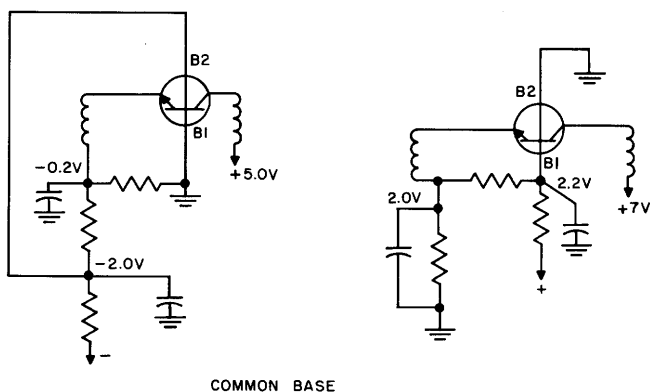 B2
B1
-0.2V
+5.0V
-2.0V
-
B2
B1
2.0V
2.2V
+7V
+
COMMON BASE